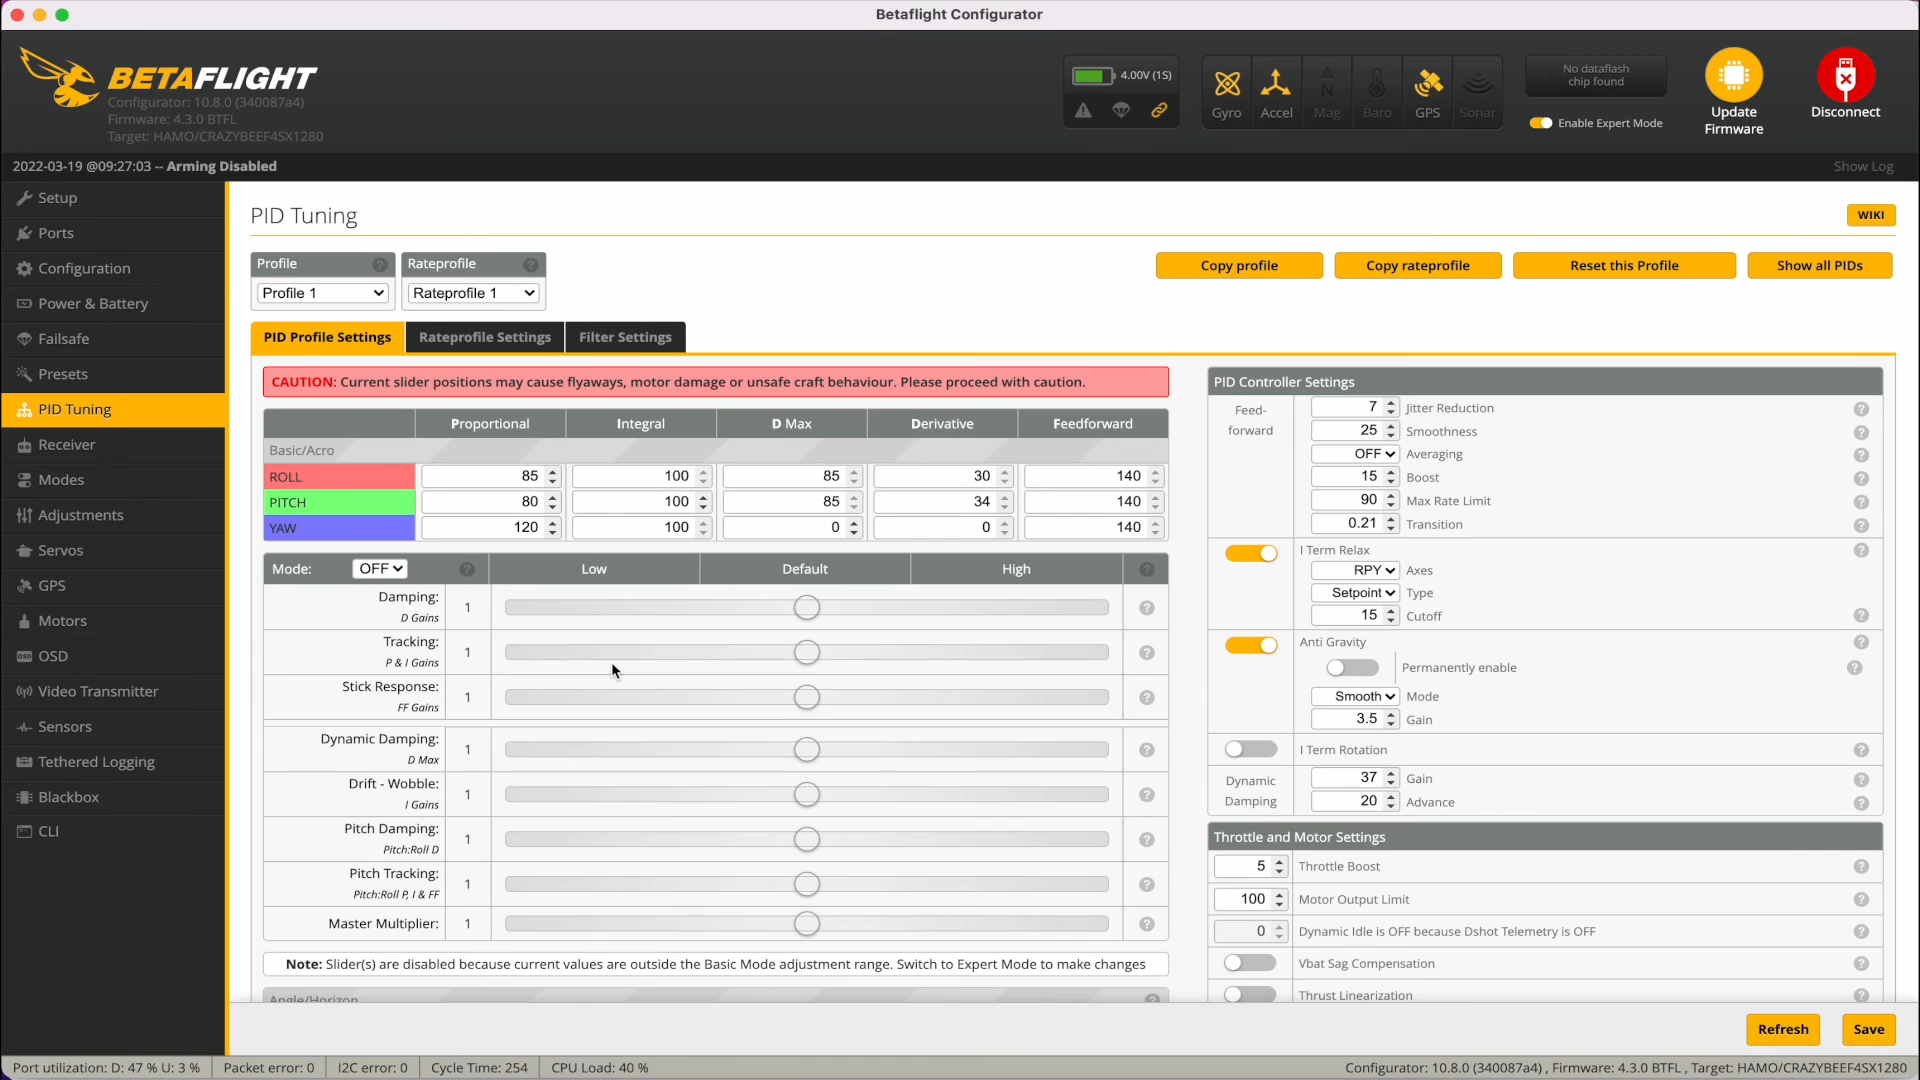 Betaflight Configurator
BETAFLIGHT
Configurator: 10.8.0 (340087a4)
Firmware: 4.3.0 BTFL
Target: HAMO/CRAZYBEEF4SX1280
4.00V (1S)
Gyro
Accel
Mag
Baro
GPS
Sonar
No dataflash
chip found
Enable Expert Mode
Update
Firmware
Disconnect
2022-03-19 @09:27:03 -- Arming Disabled
Show Log
Setup
Ports
Configuration
Power & Battery
Failsafe
Presets
PID Tuning
Receiver
Modes
Adjustments
Servos
GPS
Motors
OSD
Video Transmitter
Sensors
Tethered Logging
Blackbox
CLI
PID Tuning
WIKI
Profile
Rateprofile
Profile 1
Rateprofile 1
Copy profile
Copy rateprofile
Reset this Profile
Show all PIDs
PID Profile Settings
Rateprofile Settings
Filter Settings
CAUTION: Current slider positions may cause flyaways, motor damage or unsafe craft behaviour. Please proceed with caution.
Proportional Integral D Max Derivative Feedforward
Basic/Acro
ROLL 85 100 85 30 140
PITCH 80 100 85 34 140
YAW 120 100 0 0 140
Mode: OFF Low Default High
Damping: 1
D Gains
Tracking: 1
P & I Gains
Stick Response: 1
FF Gains
Dynamic Damping: 1
D Max
Drift - Wobble: 1
I Gains
Pitch Damping: 1
Pitch:Roll D
Pitch Tracking: 1
Pitch:Roll P, I & FF
Master Multiplier: 1
Note: Slider(s) are disabled because current values are outside the Basic Mode adjustment range. Switch to Expert Mode to make changes
Angle/Horizon
PID Controller Settings
Feed-
forward
7 Jitter Reduction
25 Smoothness
OFF Averaging
15 Boost
90 Max Rate Limit
0.21 Transition
I Term Relax
RPY Axes
Setpoint Type
15 Cutoff
Anti Gravity
Permanently enable
Smooth Mode
3.5 Gain
I Term Rotation
Dynamic
Damping
37 Gain
20 Advance
Throttle and Motor Settings
5 Throttle Boost
100 Motor Output Limit
0 Dynamic Idle is OFF because Dshot Telemetry is OFF
Vbat Sag Compensation
Thrust Linearization
Refresh
Save
Port utilization: D: 47 % U: 3 %
Packet error: 0
I2C error: 0
Cycle Time: 254
CPU Load: 40 %
Configurator: 10.8.0 (340087a4) , Firmware: 4.3.0 BTFL , Target: HAMO/CRAZYBEEF4SX1280